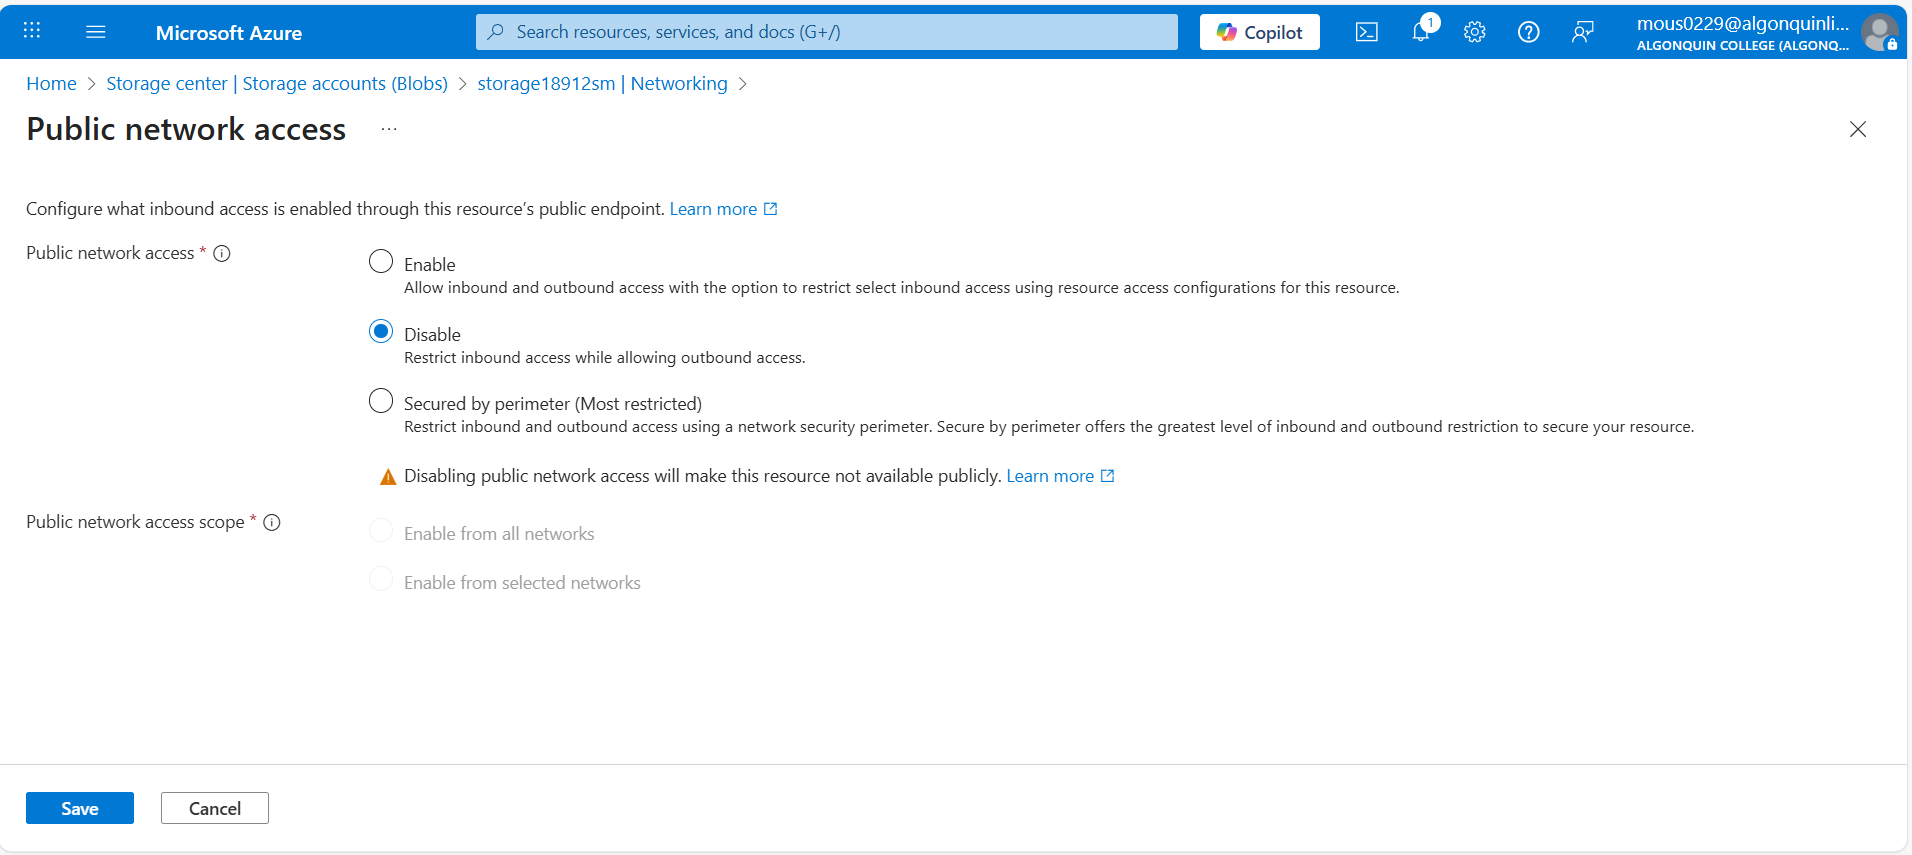 Microsoft Azure
Search resources, services, and docs (G+/)
Copilot
1
mous0229@algonquinli...
ALGONQUIN COLLEGE (ALGONQ...
Home > Storage center | Storage accounts (Blobs) > storage18912sm | Networking >
Public network access ...
Configure what inbound access is enabled through this resource's public endpoint. Learn more
Public network access *
Enable
Allow inbound and outbound access with the option to restrict select inbound access using resource access configurations for this resource.
Disable
Restrict inbound access while allowing outbound access.
Secured by perimeter (Most restricted)
Restrict inbound and outbound access using a network security perimeter. Secure by perimeter offers the greatest level of inbound and outbound restriction to secure your resource.
Disabling public network access will make this resource not available publicly. Learn more
Public network access scope *
Enable from all networks
Enable from selected networks
Save
Cancel